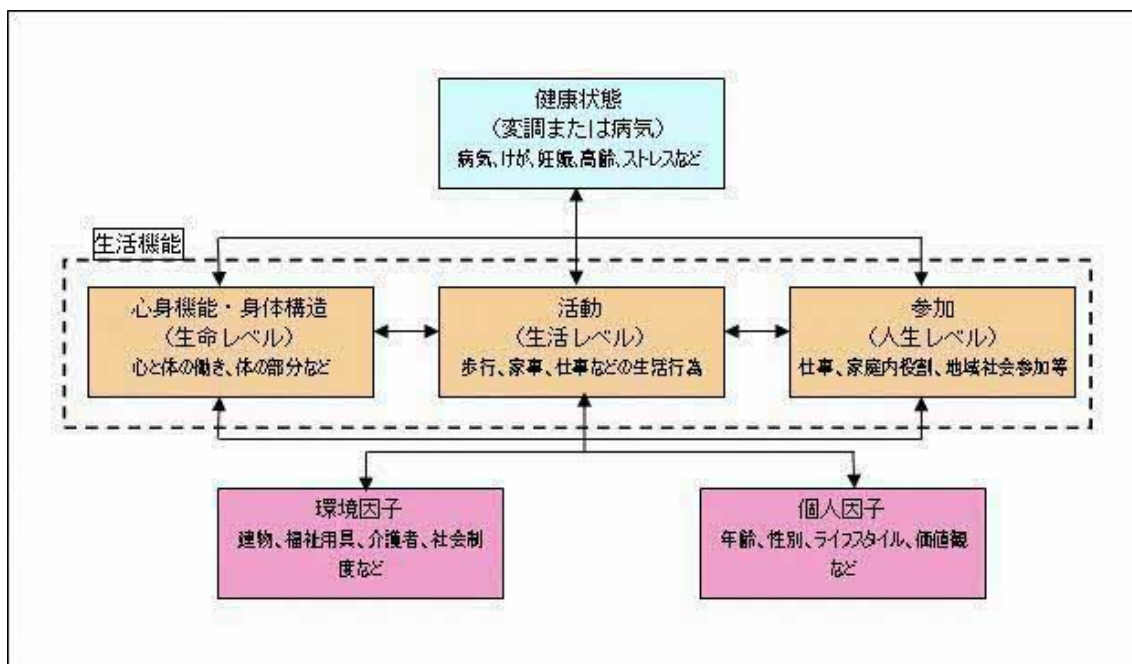 健康状態
（変調または病気）
病気、けが、妊娠、高齢、ストレスなど
生活機能
心身機能・身体構造
（生命レベル）
心と体の働き、体の部分など
活動
（生活レベル）
歩行、家事、仕事などの生活行為
参加
（人生レベル）
仕事、家庭内役割、地域社会参加等
環境因子
建物、福祉用具、介護者、社会制
度など
個人因子
年齢、性別、ライフスタイル、価値観
など